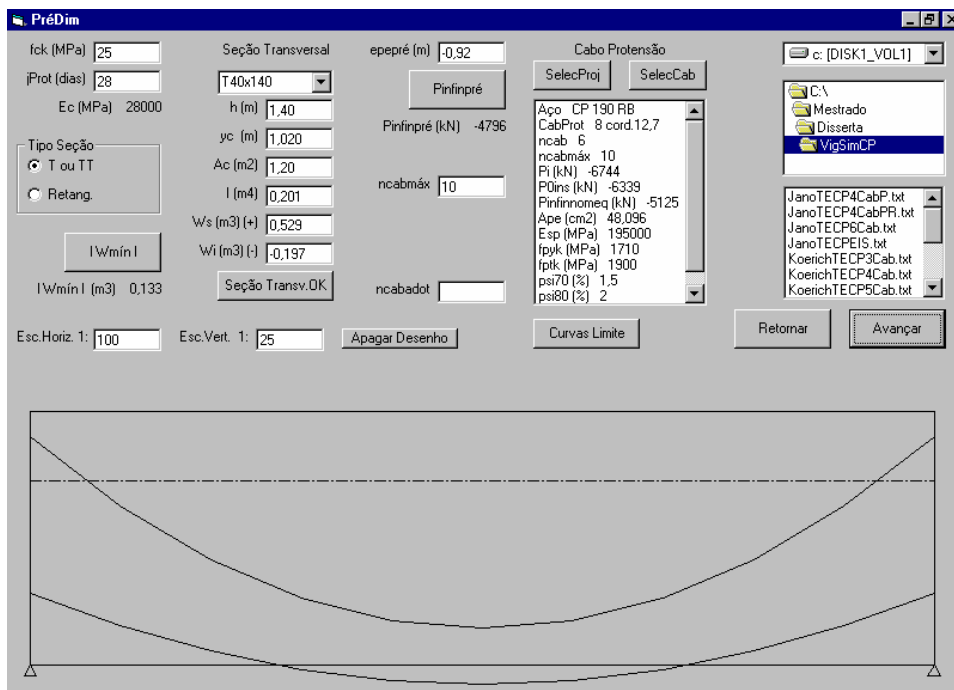 PréDim
fck (MPa) 25
jProt (dias) 28
Ec (MPa) 28000
Tipo Seção
T ou TT
Retang.
I Wmín I
I Wmín I (m3) 0,133
Seção Transversal
T40x140
h (m) 1,40
yc (m) 1,020
Ac (m2) 1,20
I (m4) 0,201
Ws (m3) (+) 0,529
Wi (m3) (-) -0,197
Seção Transv.OK
epepré (m) -0,92
Pinfinpré
Pinfinpré (kN) -4796
ncabmáx 10
ncabadot
Cabo Protensão
SelecProj SelecCab
Aço CP 190 RB
CabProt 8 cord.12,7
ncab 6
ncabmáx 10
Pi (kN) -6744
P0ins (kN) -6339
Pinfinnomeq (kN) -5125
Ape (cm2) 48,096
Esp (MPa) 195000
fpyk (MPa) 1710
fptk (MPa) 1900
psi70 (%) 1,5
psi80 (%) 2
c: [DISK1_VOL1]
C:\
Mestrado
Disserta
VigSimCP
JanoTECP4CabP.txt
JanoTECP4CabPR.txt
JanoTECP6Cab.txt
JanoTECPEIS.txt
KoerichTECP3Cab.txt
KoerichTECP4Cab.txt
KoerichTECP5Cab.txt
Esc.Horiz. 1: 100
Esc.Vert. 1: 25
Apagar Desenho
Curvas Limite
Retornar
Avançar